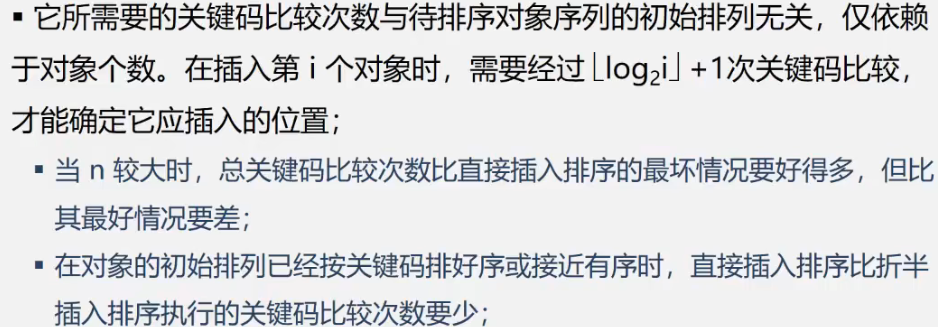 ▪ 它所需要的关键码比较次数与待排序对象序列的初始排列无关，仅依赖
于对象个数。在插入第 i 个对象时，需要经过⌊log₂i⌋ +1次关键码比较，
才能确定它应插入的位置；
▪ 当 n 较大时，总关键码比较次数比直接插入排序的最坏情况要好得多，但比
其最好情况要差；
▪ 在对象的初始排列已经按关键码排好序或接近有序时，直接插入排序比折半
插入排序执行的关键码比较次数要少；